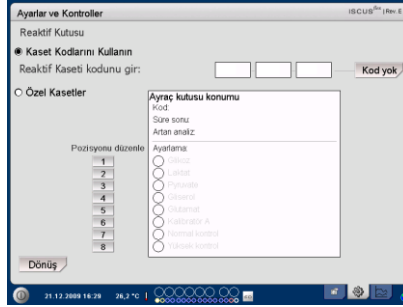 Ayarlar ve Kontroller
ISCUSflex |Rev. E
Reaktif Kutusu
Kaset Kodlarını Kullanın
Reaktif Kaseti kodunu gir:
Kod yok
Özel Kasetler
Ayraç kutusu konumu
Kod:
Süre sonu:
Artan analiz:
Pozisyonu düzenle
Ayarlama:
1 Glikoz
2 Laktat
3 Pyruvate
4 Gliserol
5 Glutamat
6 Kalibratör A
7 Normal kontrol
8 Yüksek kontrol
Dönüş
21.12.2009 16:29 26,2 °C